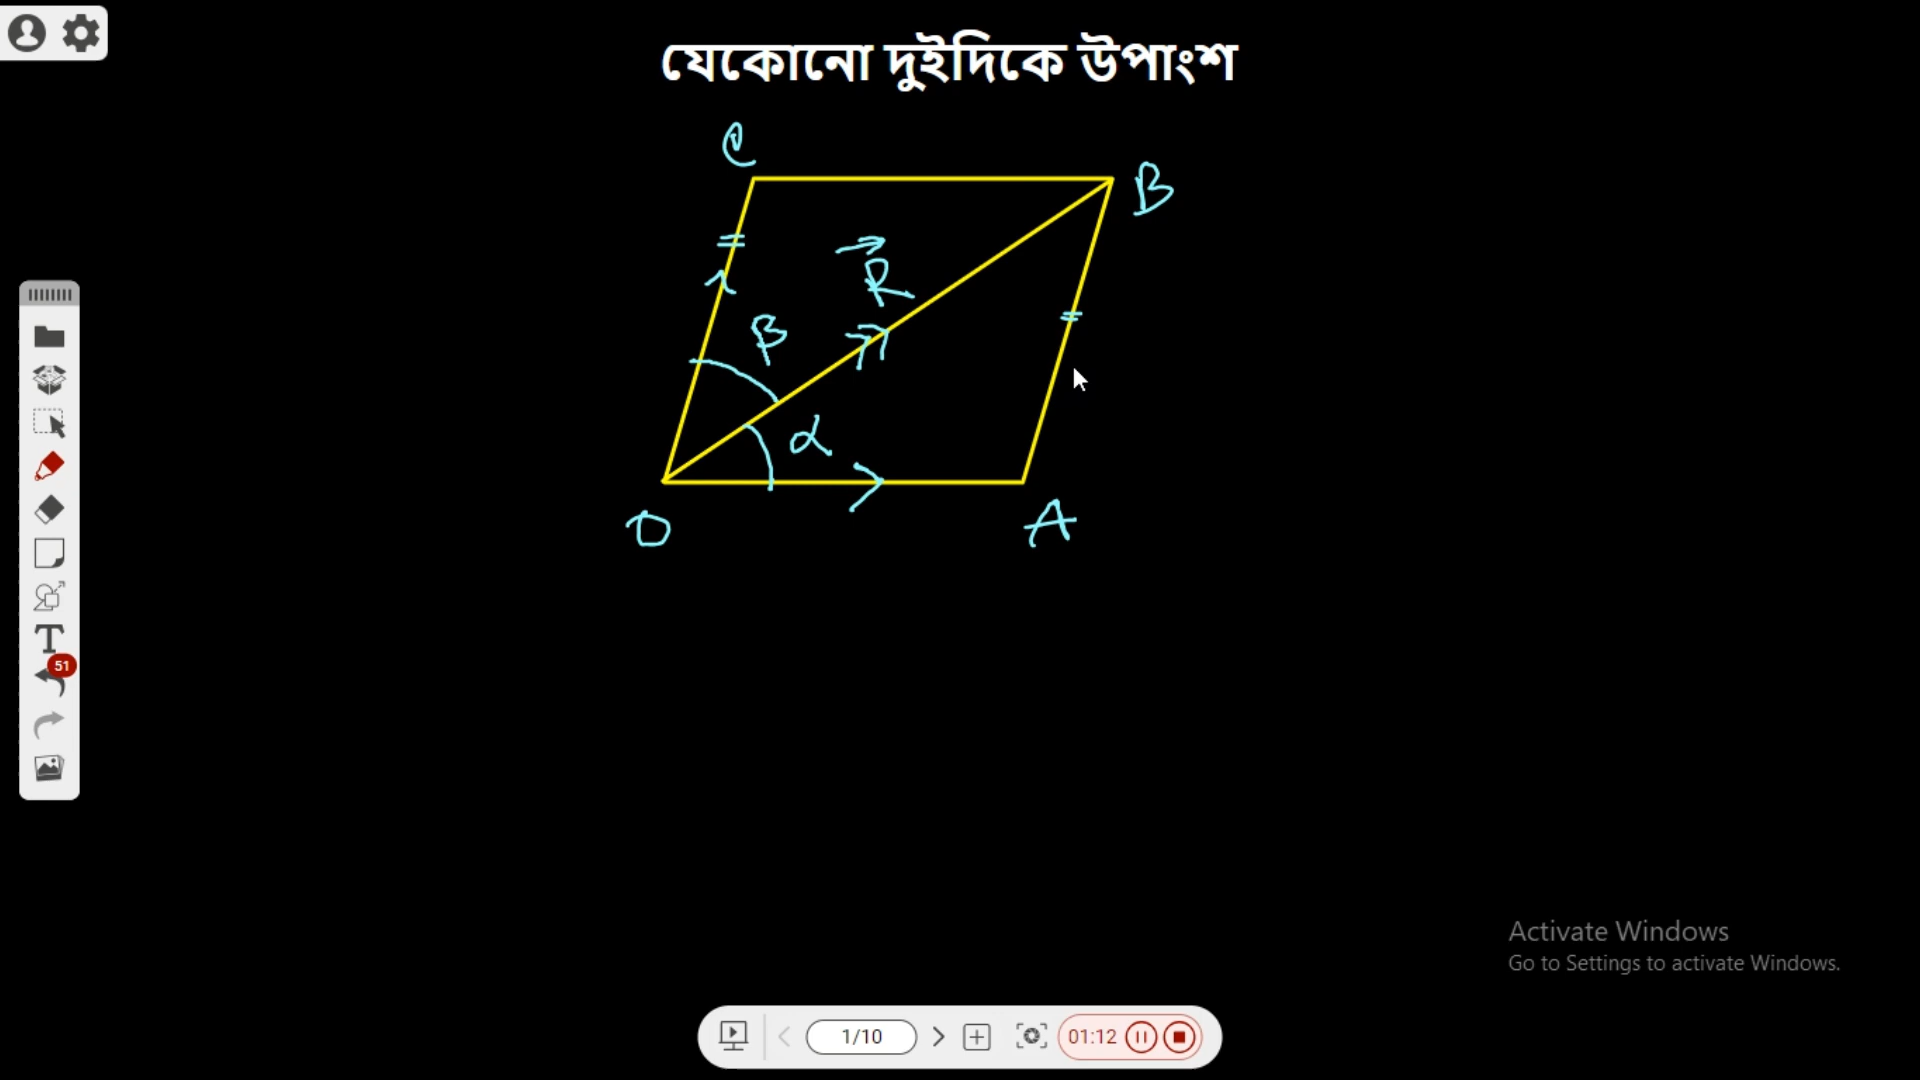 যেকোনো দুইদিকে উপাংশ
C
B
R
β
α
O
A
51
1/10
01:12
Activate Windows
Go to Settings to activate Windows.